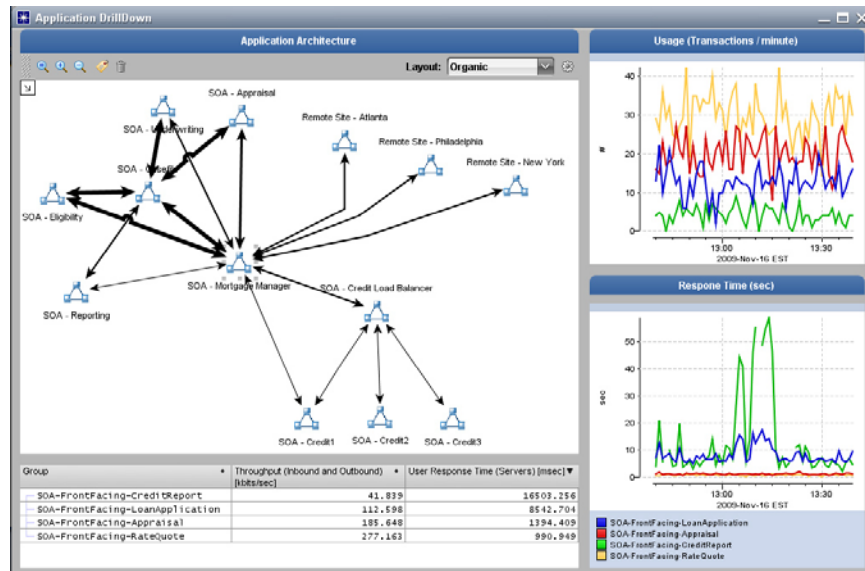 Application DrillDown
Application Architecture
Layout: Organic
SOA - Appraisal
SOA - Underwriting
Remote Site - Atlanta
Remote Site - Philadelphia
Remote Site - New York
SOA -
SOA - Eligibility
SOA - Mortgage Manager
SOA - Credit Load Balancer
SOA - Reporting
SOA - Credit1
SOA - Credit2
SOA - Credit3
Group
Throughput (Inbound and Outbound)
[kbits/sec]
User Response Time (Servers) [msec]
SOA-FrontFacing-CreditReport 41.839 16503.256
SOA-FrontFacing-LoanApplication 112.598 8542.704
SOA-FrontFacing-Appraisal 185.648 1394.409
SOA-FrontFacing-RateQuote 277.163 990.949
Usage (Transactions / minute)
40
30
20
10
0
#
13:00 13:30
2009-Nov-16 EST
Respone Time (sec)
50
40
30
20
10
0
sec
13:00 13:30
2009-Nov-16 EST
SOA-FrontFacing-LoanApplication
SOA-FrontFacing-Appraisal
SOA-FrontFacing-CreditReport
SOA-FrontFacing-RateQuote